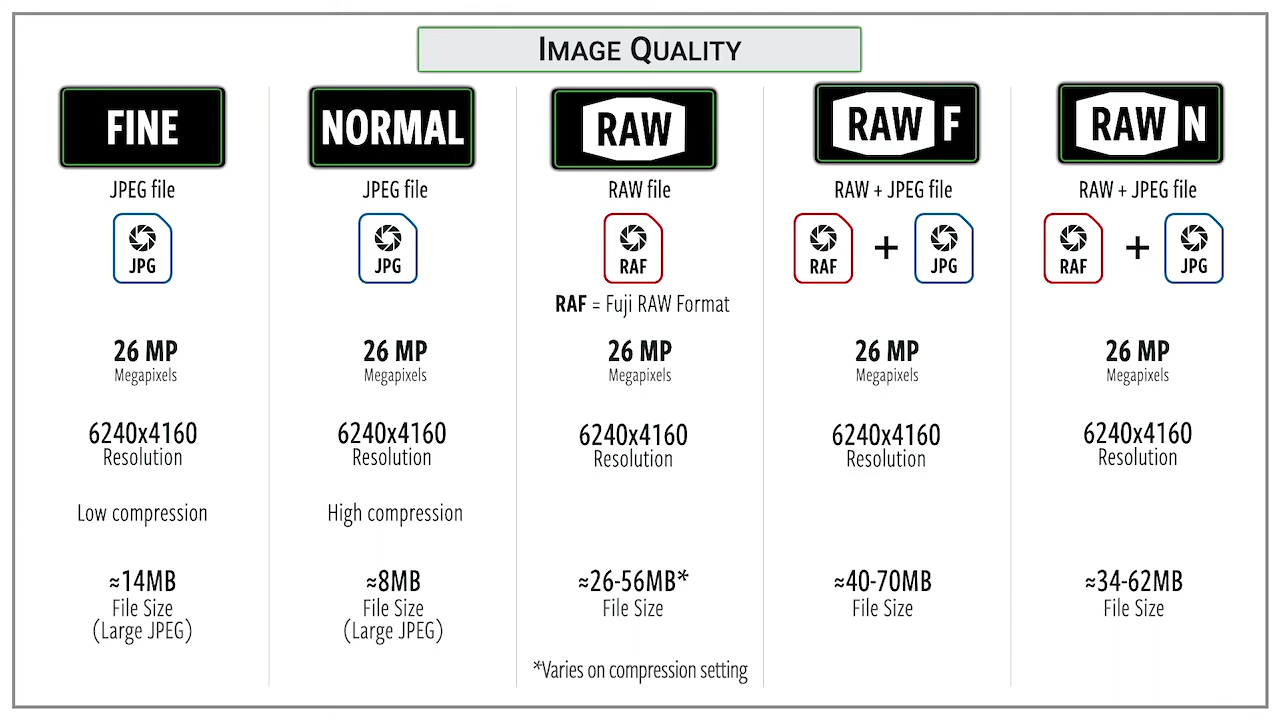 IMAGE QUALITY
FINE
JPEG file
JPG
26 MP
Megapixels
6240x4160
Resolution
Low compression
≈14MB
File Size
(Large JPEG)
NORMAL
JPEG file
JPG
26 MP
Megapixels
6240x4160
Resolution
High compression
≈8MB
File Size
(Large JPEG)
RAW
RAW file
RAF
RAF = Fuji RAW Format
26 MP
Megapixels
6240x4160
Resolution
≈26-56MB*
File Size
*Varies on compression setting
RAW F
RAW + JPEG file
RAF + JPG
26 MP
Megapixels
6240x4160
Resolution
≈40-70MB
File Size
RAW N
RAW + JPEG file
RAF + JPG
26 MP
Megapixels
6240x4160
Resolution
≈34-62MB
File Size